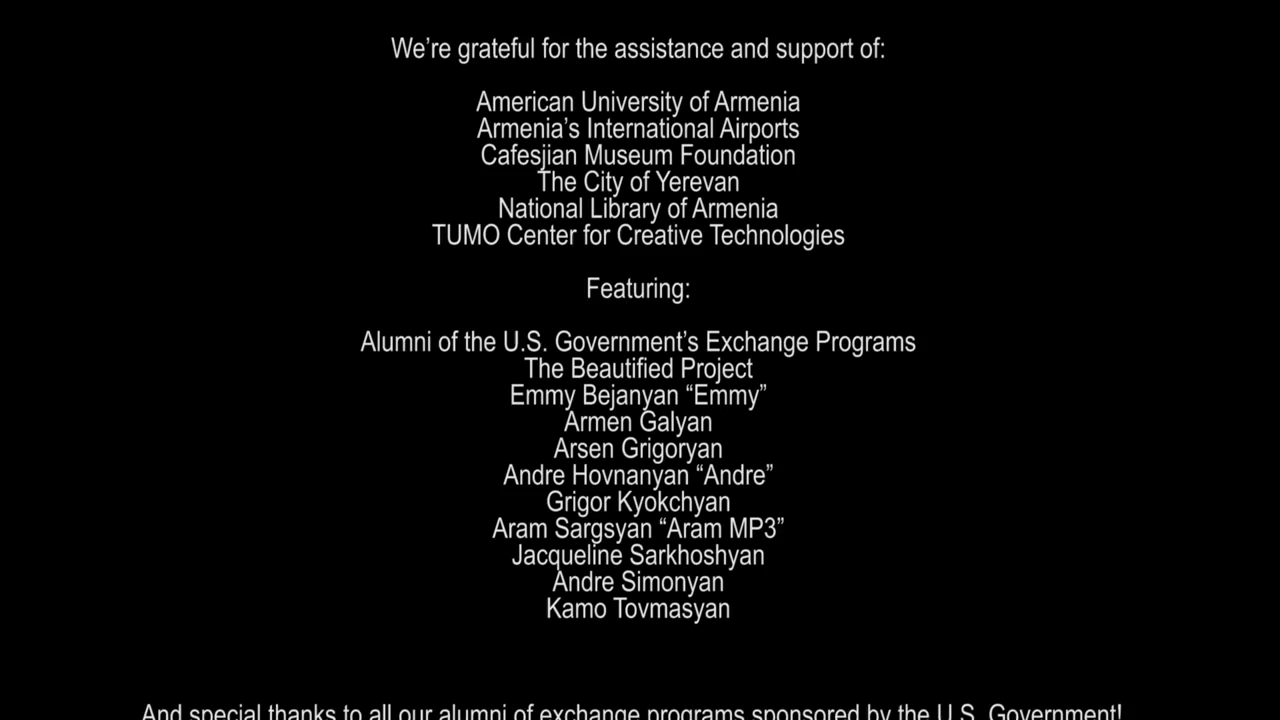 We’re grateful for the assistance and support of:
American University of Armenia
Armenia’s International Airports
Cafesjian Museum Foundation
The City of Yerevan
National Library of Armenia
TUMO Center for Creative Technologies
Featuring:
Alumni of the U.S. Government’s Exchange Programs
The Beautified Project
Emmy Bejanyan “Emmy”
Armen Galyan
Arsen Grigoryan
Andre Hovnanyan “Andre”
Grigor Kyokchyan
Aram Sargsyan “Aram MP3”
Jacqueline Sarkhoshyan
Andre Simonyan
Kamo Tovmasyan
And special thanks to all our alumni of exchange programs sponsored by the U.S. Government!